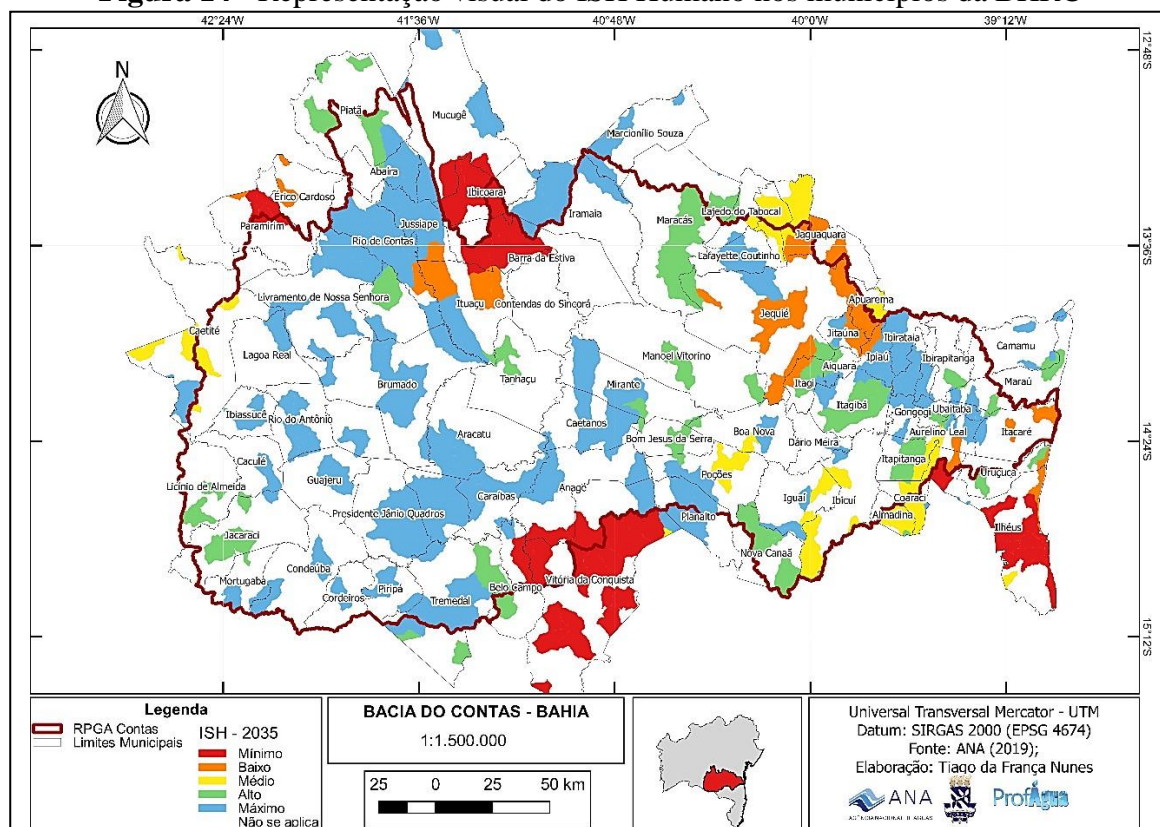 Figura 14 - Representação visual do ISH Humano nos municípios da BHRC
42°24'W
41°36'W
40°48'W
40°0'W
39°12'W
12°48'S
13°36'S
14°24'S
15°12'S
N
Piatã
Mucugê
Marcionílio Souza
Abaíra
Ibicoara
Érico Cardoso
Iramaia
Paramirim
Jussiape
Maracás
Lajedo do Tabocal
Jaguaquara
Rio de Contas
Barra da Estiva
Lafayette Coutinho
Livramento de Nossa Senhora
Ituaçu
Contendas do Sincorá
Apuarema
Jequié
Caetité
Jitaúna
Ibirataia
Lagoa Real
Manoel Vitorino
Ipiaú
Ibirapitanga
Camamu
Tanhaçu
Aiquara
Brumado
Mirante
Itagi
Maraú
Itagibá
Ibiassucê
Rio do Antônio
Caetanos
Gongogi
Ubaitaba
Aracatu
Boa Nova
Aurelino Leal
Itacaré
Bom Jesus da Serra
Dário Meira
Caculé
Itapitanga
Guajeru
Poções
Uruçuca
Licínio de Almeida
Caraíbas
Anagé
Iguaí
Ibicuí
Coaraci
Presidente Jânio Quadros
Planalto
Almadina
Ilhéus
Jacaraci
Nova Canaã
Condeúba
Mortugaba
Piripá
Belo Campo
Vitória da Conquista
Cordeiros
Tremedal
Legenda
RPGA Contas
Limites Municipais
ISH - 2035
Mínimo
Baixo
Médio
Alto
Máximo
Não se aplica
BACIA DO CONTAS - BAHIA
1:1.500.000
25 0 25 50 km
Universal Transversal Mercator - UTM
Datum: SIRGAS 2000 (EPSG 4674)
Fonte: ANA (2019);
Elaboração: Tiago da França Nunes
ANA
AGÊNCIA NACIONAL DE ÁGUAS
ProfÁgua